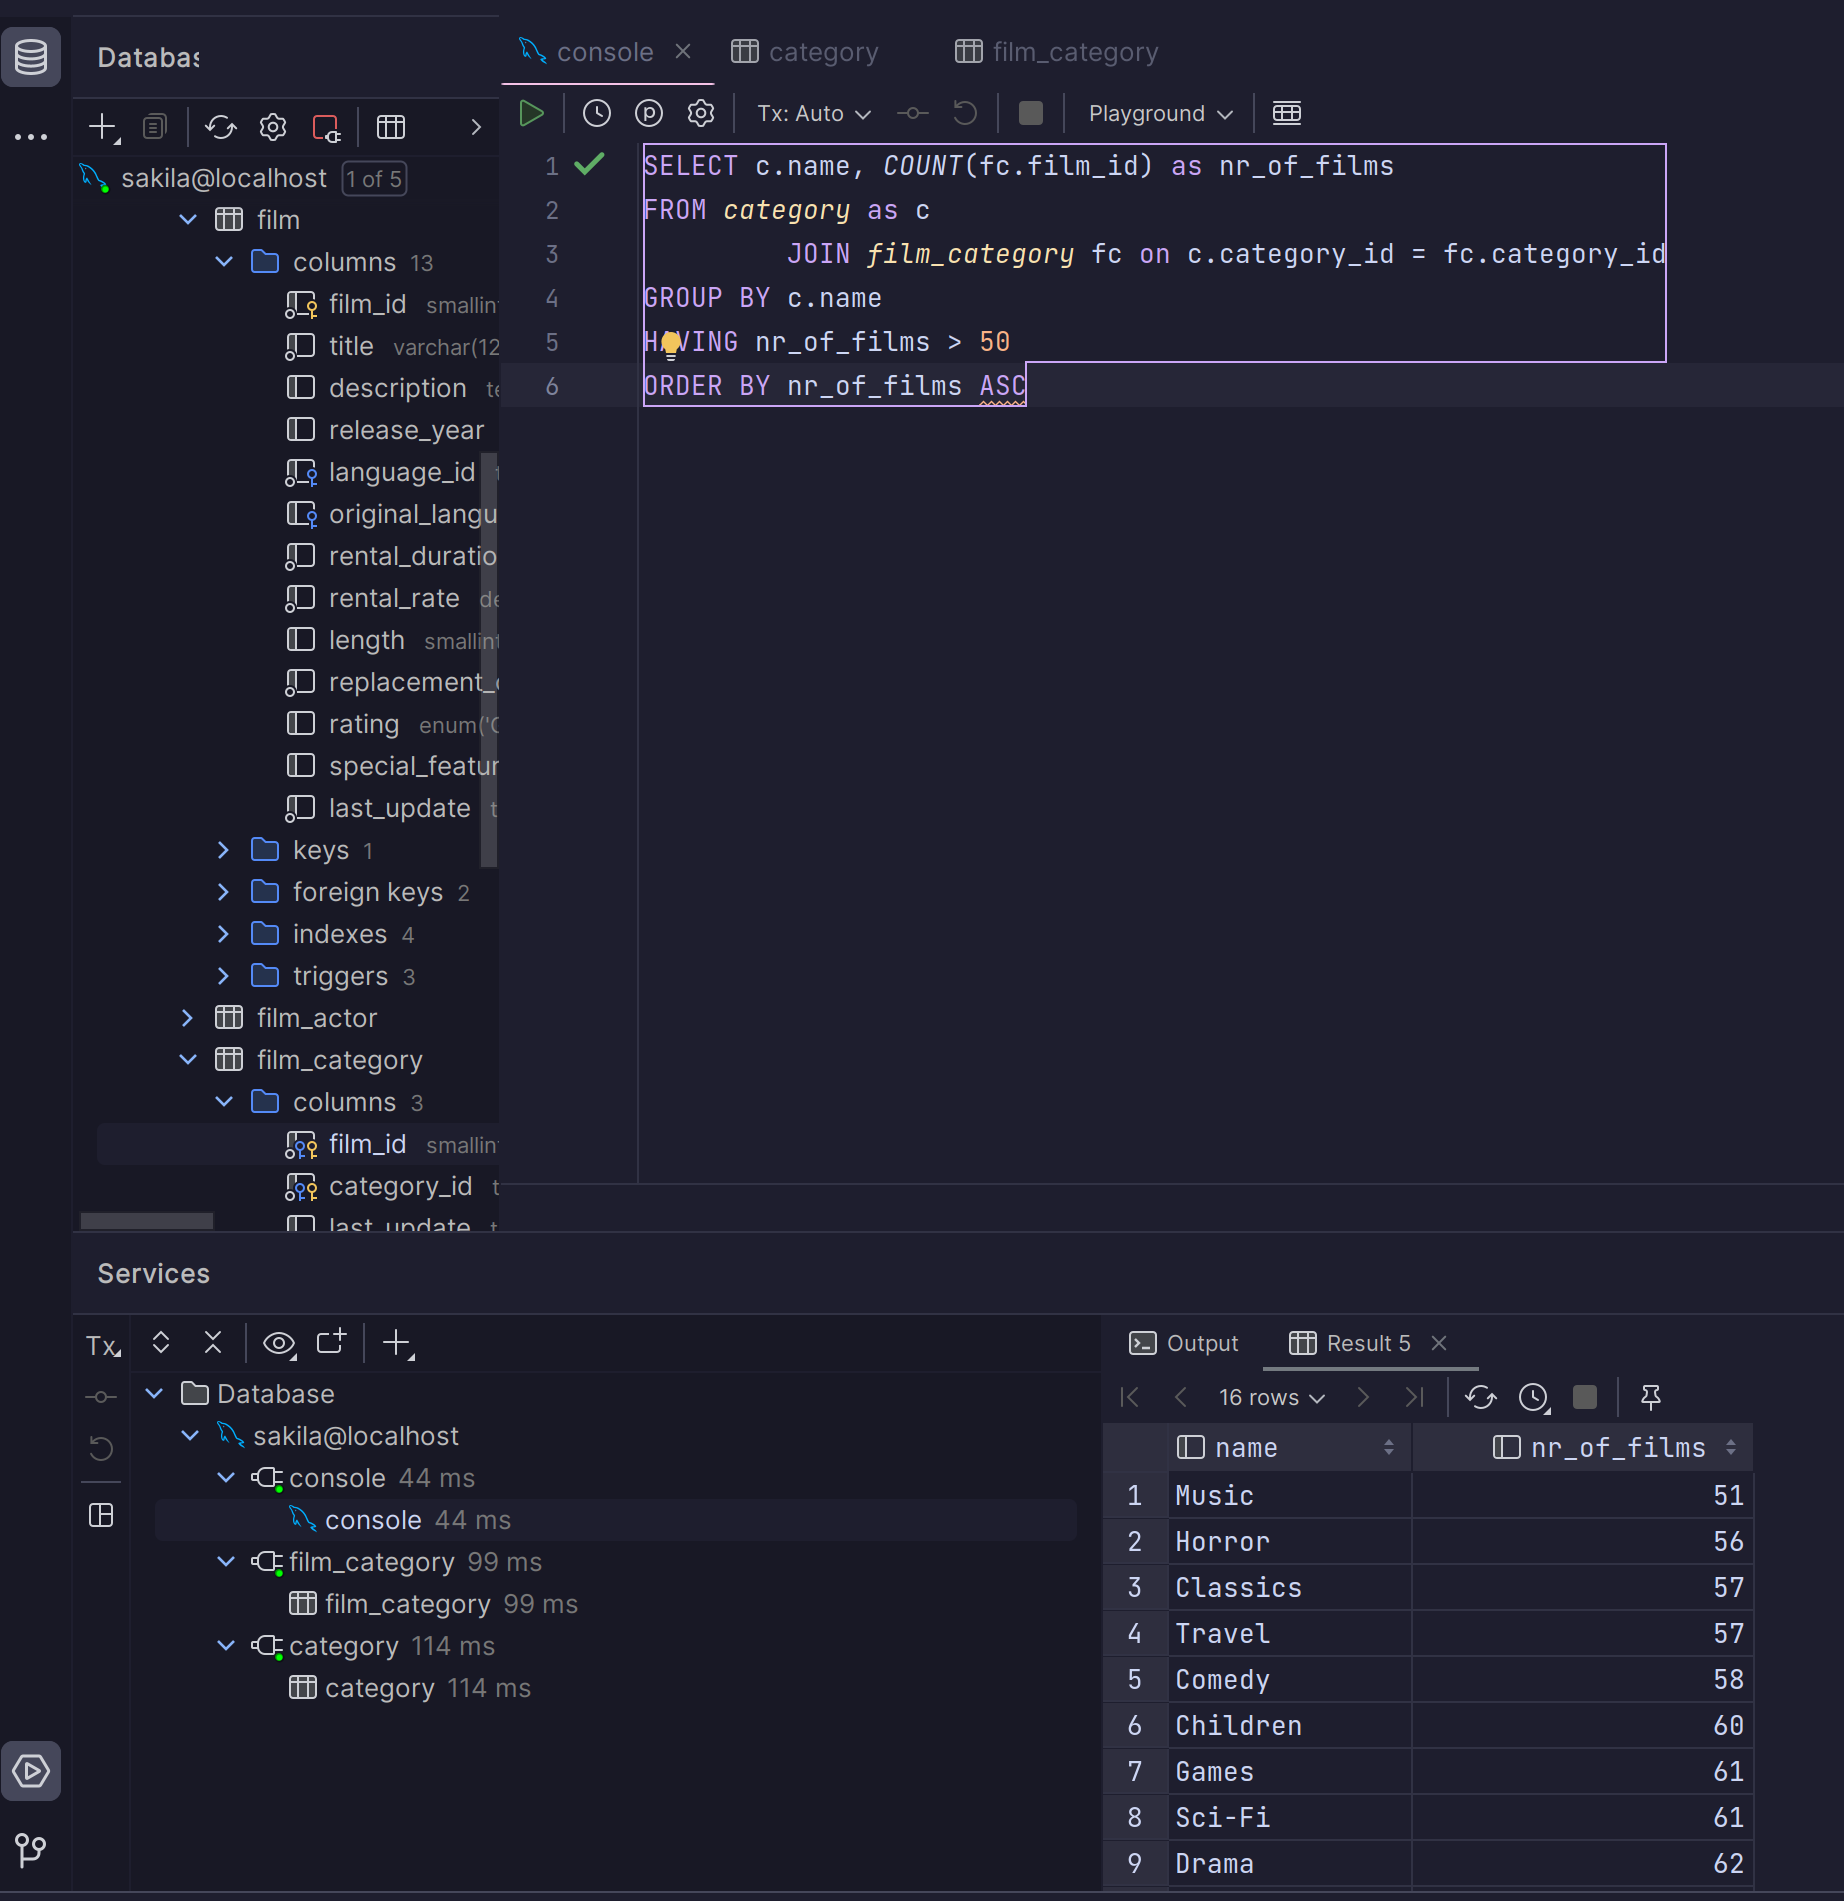 Databas
sakila@localhost 1 of 5
film
columns 13
film_id smallin
title varchar(12
description te
release_year
language_id
original_langu
rental_duratio
rental_rate de
length smallint
replacement_c
rating enum('G
special_featur
last_update t
keys 1
foreign keys 2
indexes 4
triggers 3
film_actor
film_category
columns 3
film_id smallin
category_id t
last_update t
console
category
film_category
Tx: Auto
Playground
1 SELECT c.name, COUNT(fc.film_id) as nr_of_films
2 FROM category as c
3 JOIN film_category fc on c.category_id = fc.category_id
4 GROUP BY c.name
5 HAVING nr_of_films > 50
6 ORDER BY nr_of_films ASC
Services
Tx
Database
sakila@localhost
console 44 ms
console 44 ms
film_category 99 ms
film_category 99 ms
category 114 ms
category 114 ms
Output
Result 5
16 rows
name nr_of_films
1 Music 51
2 Horror 56
3 Classics 57
4 Travel 57
5 Comedy 58
6 Children 60
7 Games 61
8 Sci-Fi 61
9 Drama 62